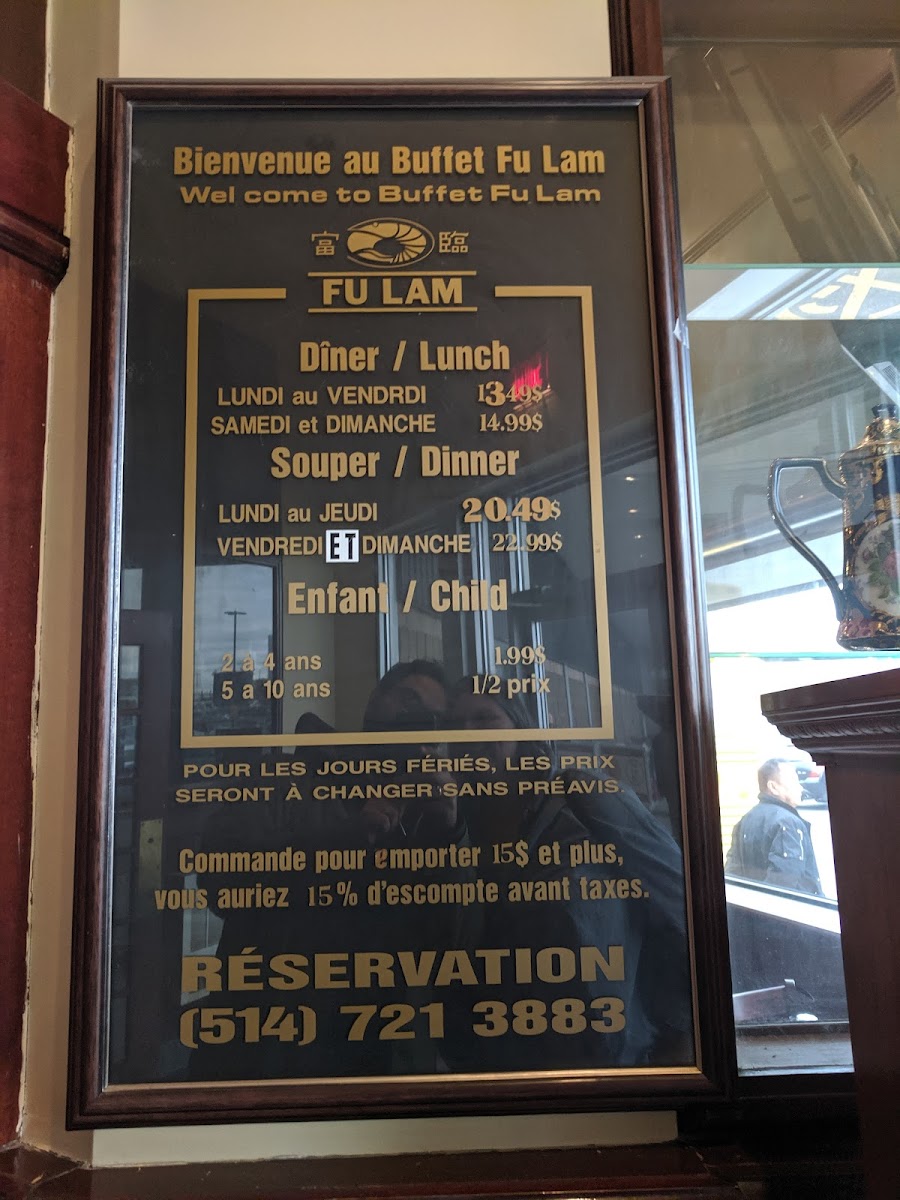 Bienvenue au Buffet Fu Lam
Wel come to Buffet Fu Lam
富 臨
FU LAM
Dîner / Lunch
LUNDI au VENDRDI 13.49$
SAMEDI et DIMANCHE 14.99$
Souper / Dinner
LUNDI au JEUDI 20.49$
VENDREDI ET DIMANCHE 22.99$
Enfant / Child
2 à 4 ans 1.99$
5 a 10 ans 1/2 prix
POUR LES JOURS FÉRIÉS, LES PRIX
SERONT À CHANGER SANS PRÉAVIS.
Commande pour emporter 15$ et plus,
vous auriez 15% d'escompte avant taxes.
RÉSERVATION
(514) 721 3883